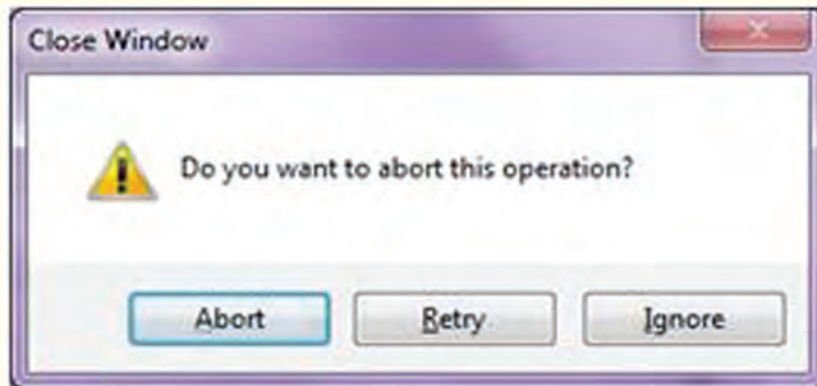 Close Window
Do you want to abort this operation?
Abort
Retry
Ignore